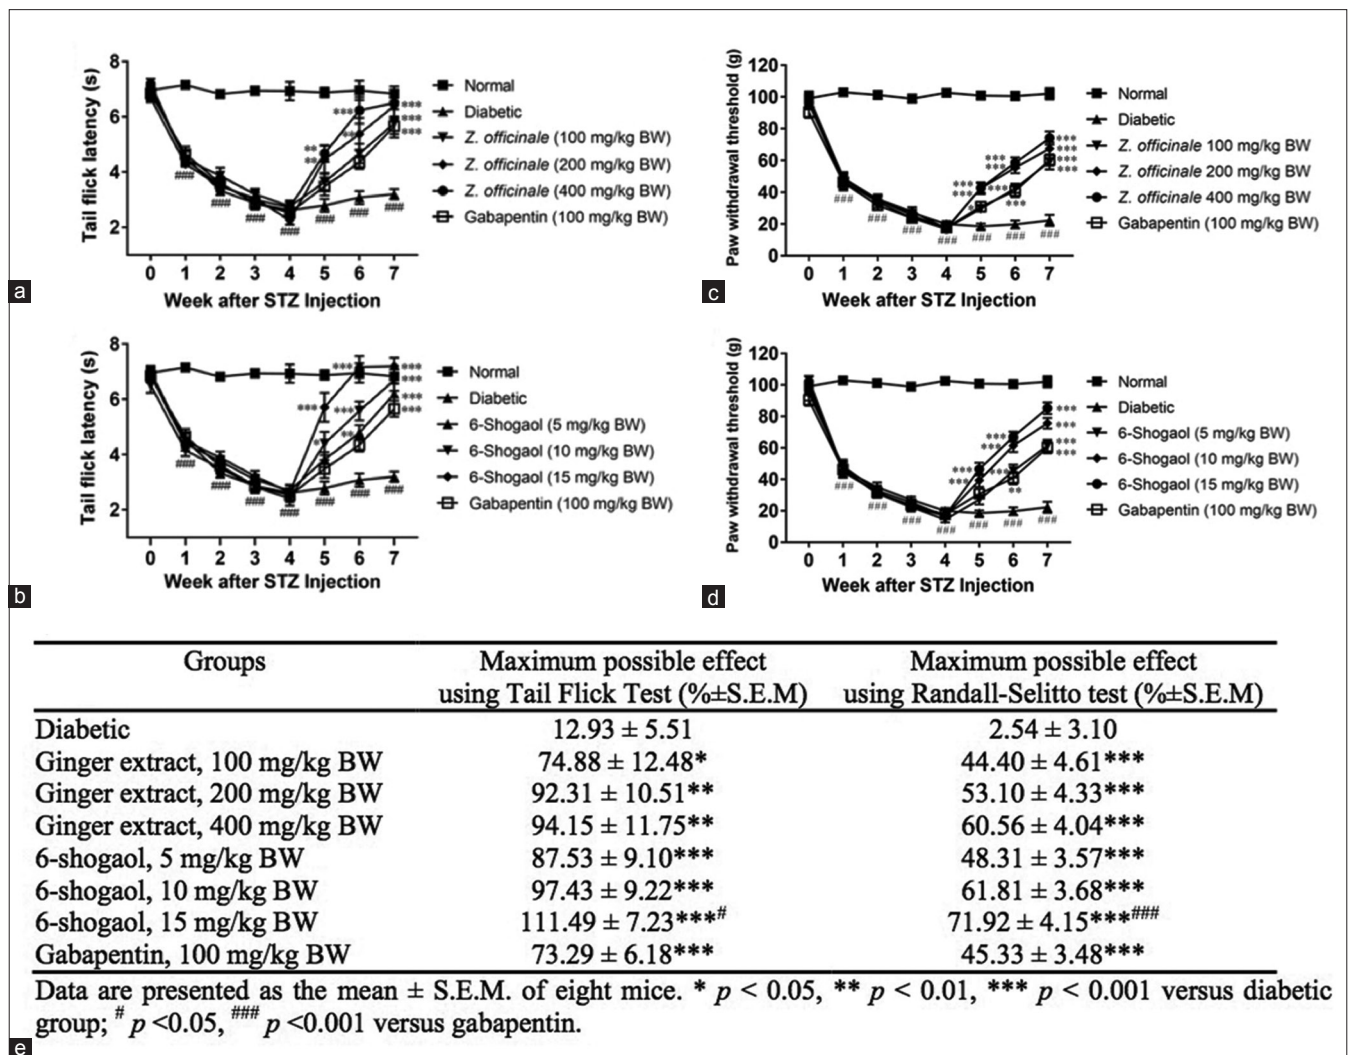 8
6
4
2
Tail flick latency (s)
***
**
**
**
***
***
***
###
###
###
###
###
###
###
0 1 2 3 4 5 6 7
Week after STZ Injection
Normal
Diabetic
Z. officinale (100 mg/kg BW)
Z. officinale (200 mg/kg BW)
Z. officinale (400 mg/kg BW)
Gabapentin (100 mg/kg BW)
a
120
100
80
60
40
20
0
Paw withdrawal threshold (g)
***
***
***
***
***
***
***
***
***
***
###
###
###
###
###
###
###
0 1 2 3 4 5 6 7
Week after STZ Injection
Normal
Diabetic
Z. officinale 100 mg/kg BW
Z. officinale 200 mg/kg BW
Z. officinale 400 mg/kg BW
Gabapentin (100 mg/kg BW)
c
8
6
4
2
Tail flick latency (s)
***
***
***
*
**
***
***
***
***
###
###
###
###
###
###
###
0 1 2 3 4 5 6 7
Week after STZ Injection
Normal
Diabetic
6-Shogaol (5 mg/kg BW)
6-Shogaol (10 mg/kg BW)
6-Shogaol (15 mg/kg BW)
Gabapentin (100 mg/kg BW)
b
120
100
80
60
40
20
0
Paw withdrawal threshold (g)
***
***
***
***
***
**
***
***
***
***
###
###
###
###
###
###
###
0 1 2 3 4 5 6 7
Week after STZ Injection
Normal
Diabetic
6-Shogaol (5 mg/kg BW)
6-Shogaol (10 mg/kg BW)
6-Shogaol (15 mg/kg BW)
Gabapentin (100 mg/kg BW)
d
Groups Maximum possible effect Maximum possible effect
using Tail Flick Test (%±S.E.M) using Randall-Selitto test (%±S.E.M)
Diabetic 12.93 ± 5.51 2.54 ± 3.10
Ginger extract, 100 mg/kg BW 74.88 ± 12.48* 44.40 ± 4.61***
Ginger extract, 200 mg/kg BW 92.31 ± 10.51** 53.10 ± 4.33***
Ginger extract, 400 mg/kg BW 94.15 ± 11.75** 60.56 ± 4.04***
6-shogaol, 5 mg/kg BW 87.53 ± 9.10*** 48.31 ± 3.57***
6-shogaol, 10 mg/kg BW 97.43 ± 9.22*** 61.81 ± 3.68***
6-shogaol, 15 mg/kg BW 111.49 ± 7.23***# 71.92 ± 4.15***###
Gabapentin, 100 mg/kg BW 73.29 ± 6.18*** 45.33 ± 3.48***
Data are presented as the mean ± S.E.M. of eight mice. * p < 0.05, ** p < 0.01, *** p < 0.001 versus diabetic
group; # p <0.05, ### p <0.001 versus gabapentin.
e